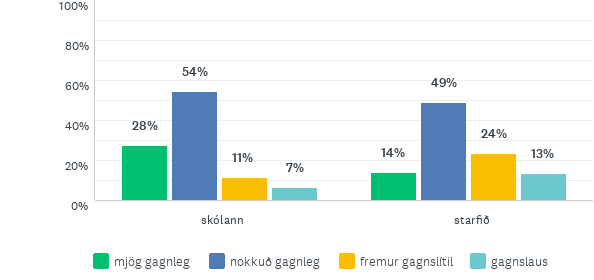 100%
80%
60%
40%
20%
0%
28%
54%
11%
7%
14%
49%
24%
13%
skólann
starfið
mjög gagnleg
nokkuð gagnleg
fremur gagnslítil
gagnslaus